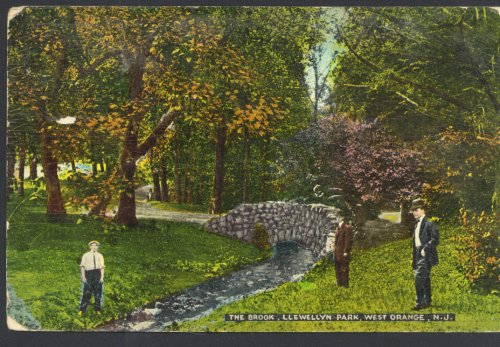 THE BROOK, LLEWELLYN PARK, WEST ORANGE, N.J.